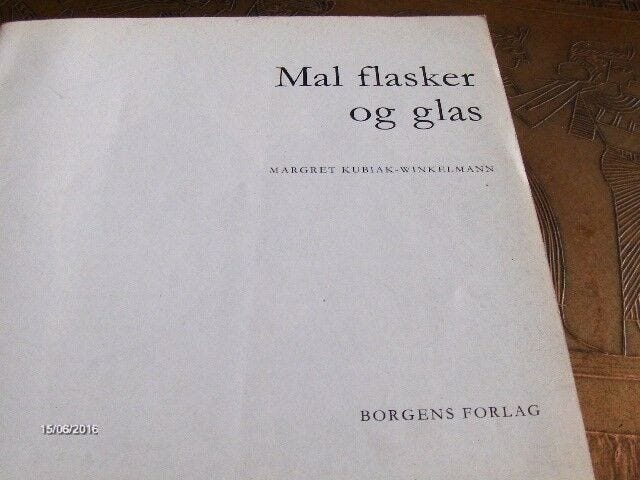 Mal flasker
og glas
MARGRET KUBIAK-WINKELMANN
BORGENS FORLAG
15/06/2016